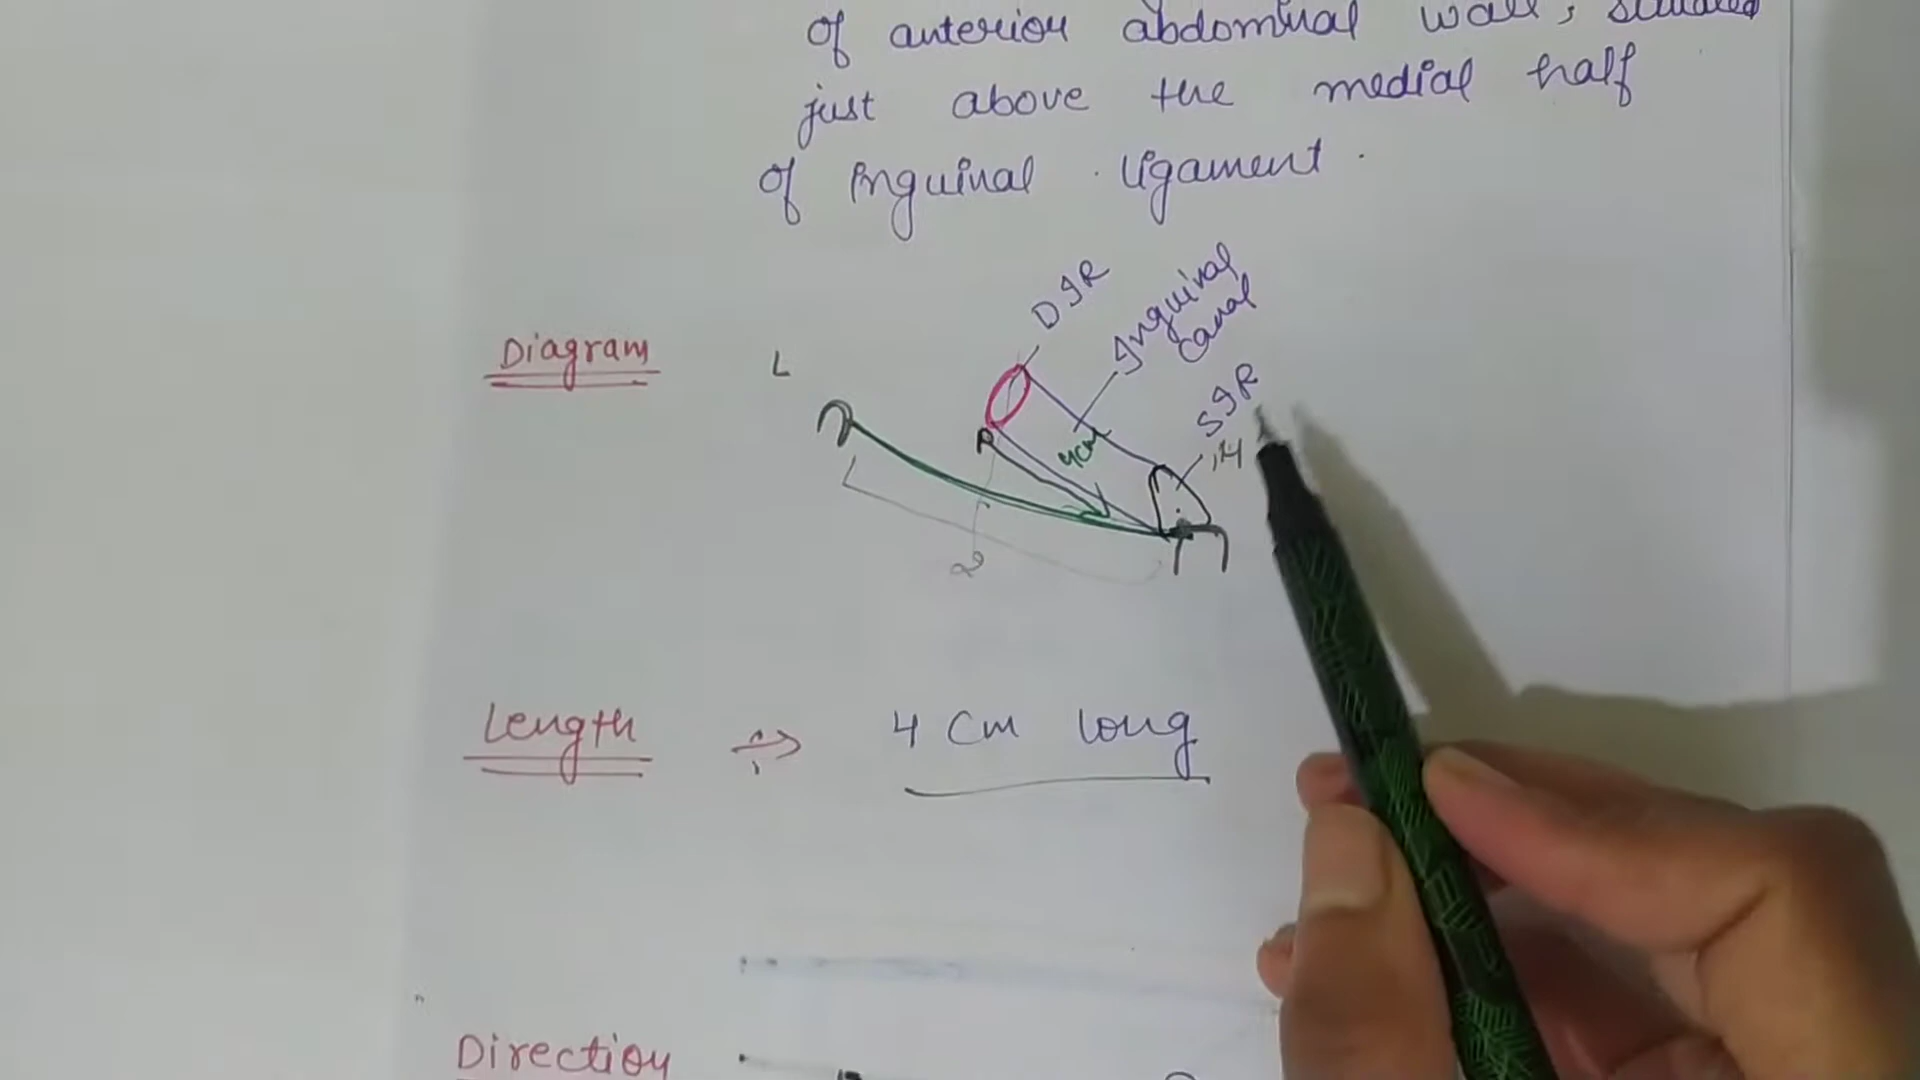 of anterior abdominal wall,
just above the medial half
of Inguinal ligament.
DIR
Inguinal
Canal
Diagram
L
SIR
4cm
Length
4 Cm long
Direction